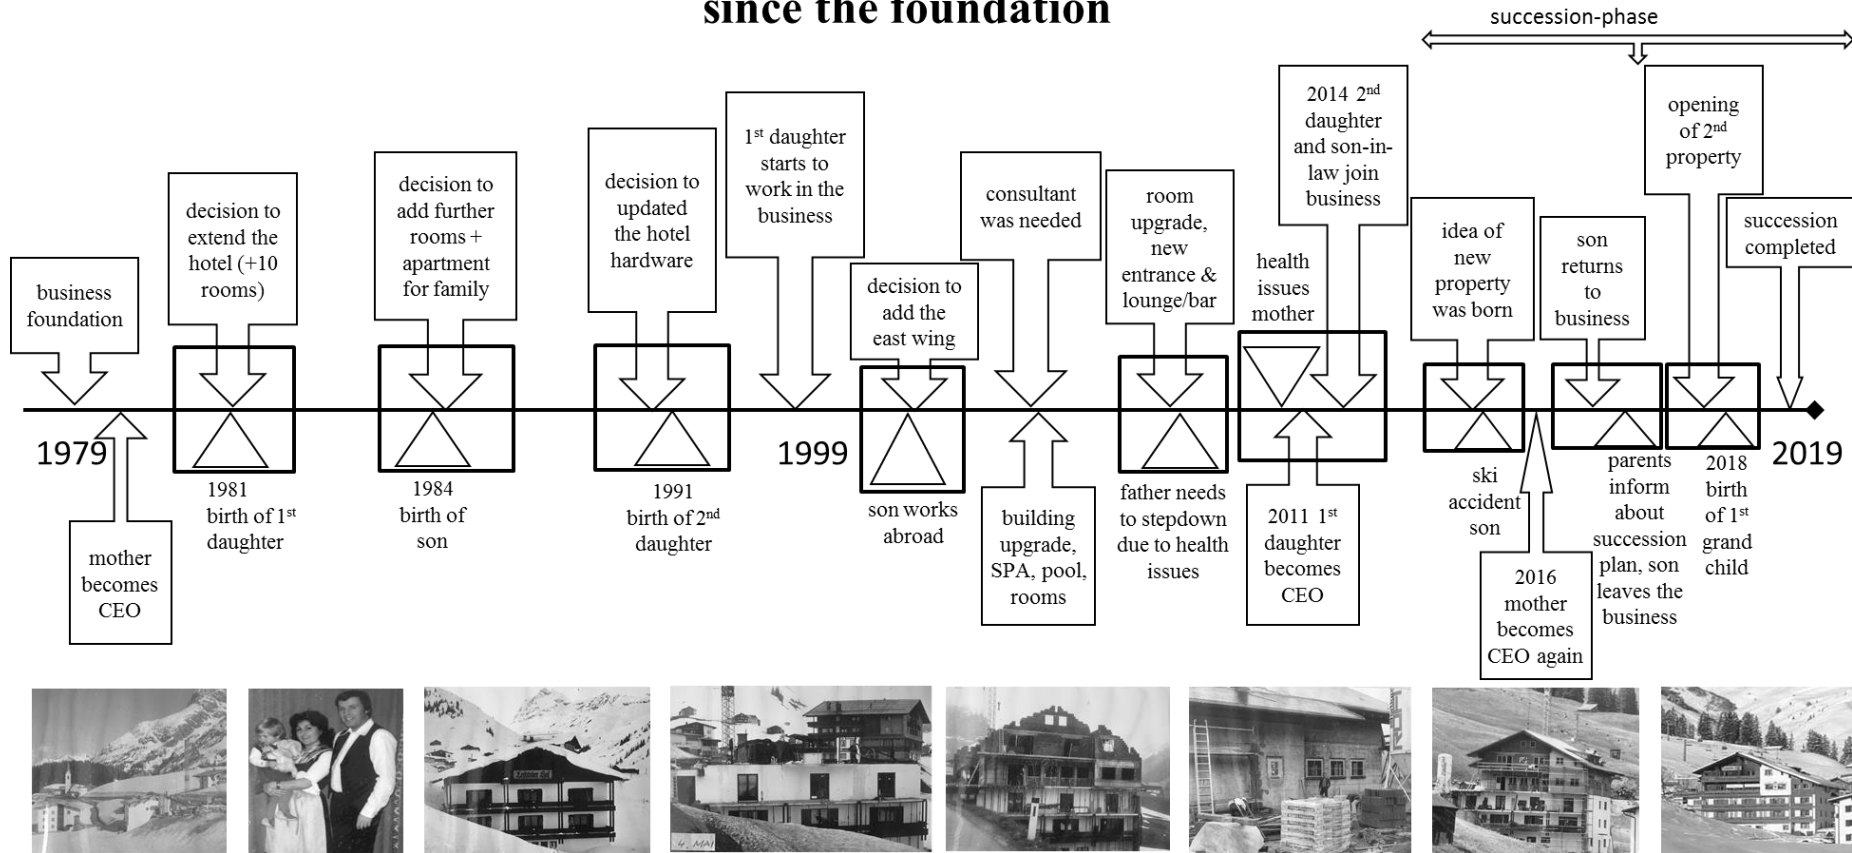 since the foundation
succession-phase
business
foundation
decision to
extend the
hotel (+10
rooms)
decision to
add further
rooms +
apartment
for family
decision to
updated
the hotel
hardware
1st daughter
starts to
work in the
business
decision to
add the
east wing
consultant
was needed
room
upgrade,
new
entrance &
lounge/bar
health
issues
mother
2014 2nd
daughter
and son-in-
law join
business
idea of
new
property
was born
son
returns
to
business
opening
of 2nd
property
succession
completed
1979
1999
2019
mother
becomes
CEO
1981
birth of 1st
daughter
1984
birth of
son
1991
birth of 2nd
daughter
son works
abroad
building
upgrade,
SPA, pool,
rooms
father needs
to stepdown
due to health
issues
2011 1st
daughter
becomes
CEO
ski
accident
son
2016
mother
becomes
CEO again
parents
inform
about
succession
plan, son
leaves the
business
2018
birth
of 1st
grand
child
4. MAI